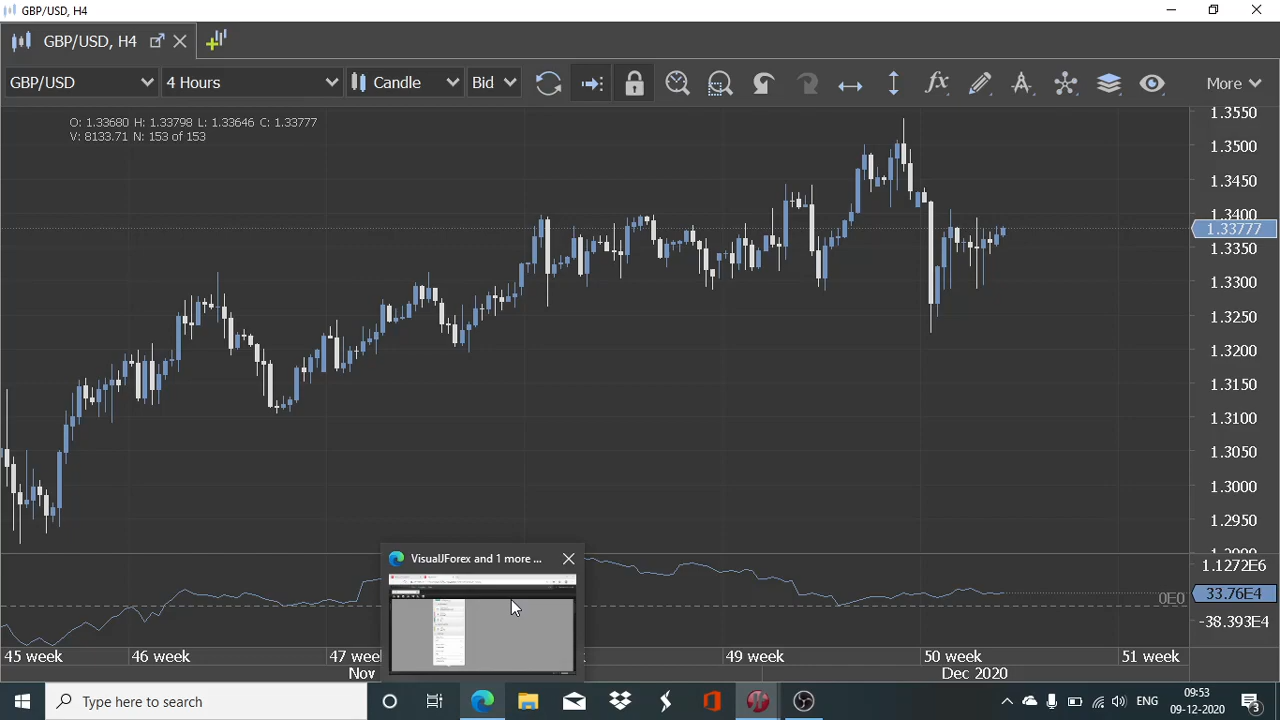 GBP/USD, H4
GBP/USD, H4
GBP/USD 4 Hours Candle Bid fx More
O: 1.33680 H: 1.33798 L: 1.33646 C: 1.33777
V: 8133.71 N: 153 of 153
1.3550
1.3500
1.3450
1.3400
1.33777
1.3350
1.3300
1.3250
1.3200
1.3150
1.3100
1.3050
1.3000
1.2950
VisualJForex and 1 more ...
1.1272E6
0E0 33.76E4
-38.393E4
45 week 46 week 49 week 50 week 51 week
Nov Dec 2020
Type here to search ENG 09:53
09-12-2020 3